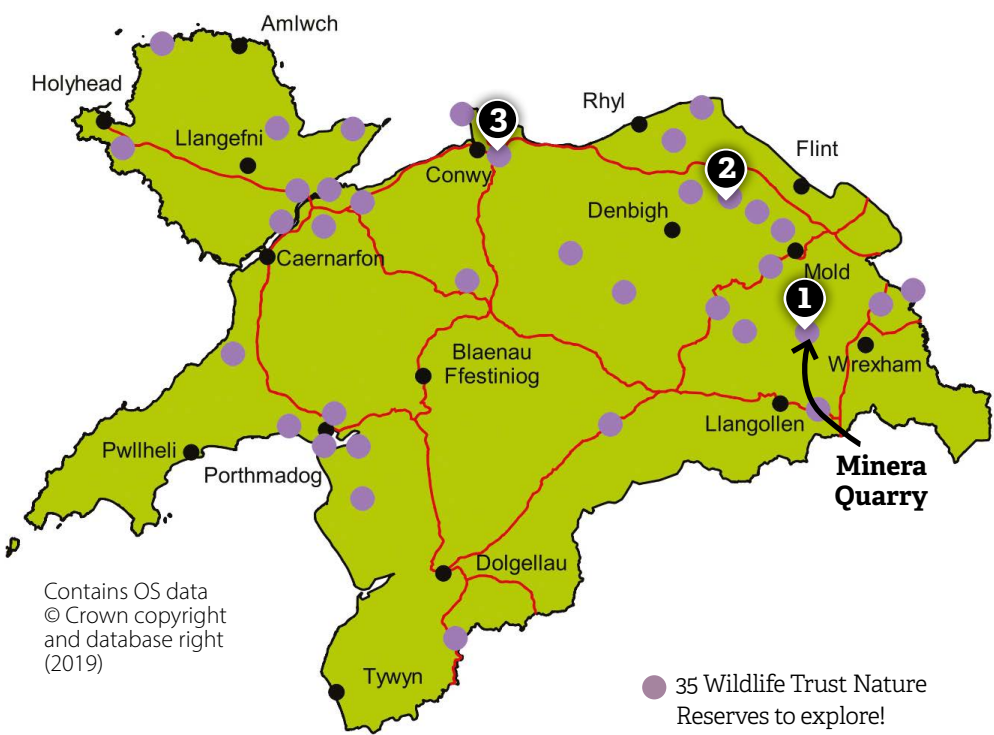 Amlwch
Holyhead
Llangefni
Rhyl
3
Conwy
Flint
2
Denbigh
Caernarfon
Mold
1
Blaenau
Ffestiniog
Wrexham
Llangollen
Pwllheli
Porthmadog
Minera
Quarry
Dolgellau
Contains OS data
© Crown copyright
and database right
(2019)
Tywyn
35 Wildlife Trust Nature
Reserves to explore!